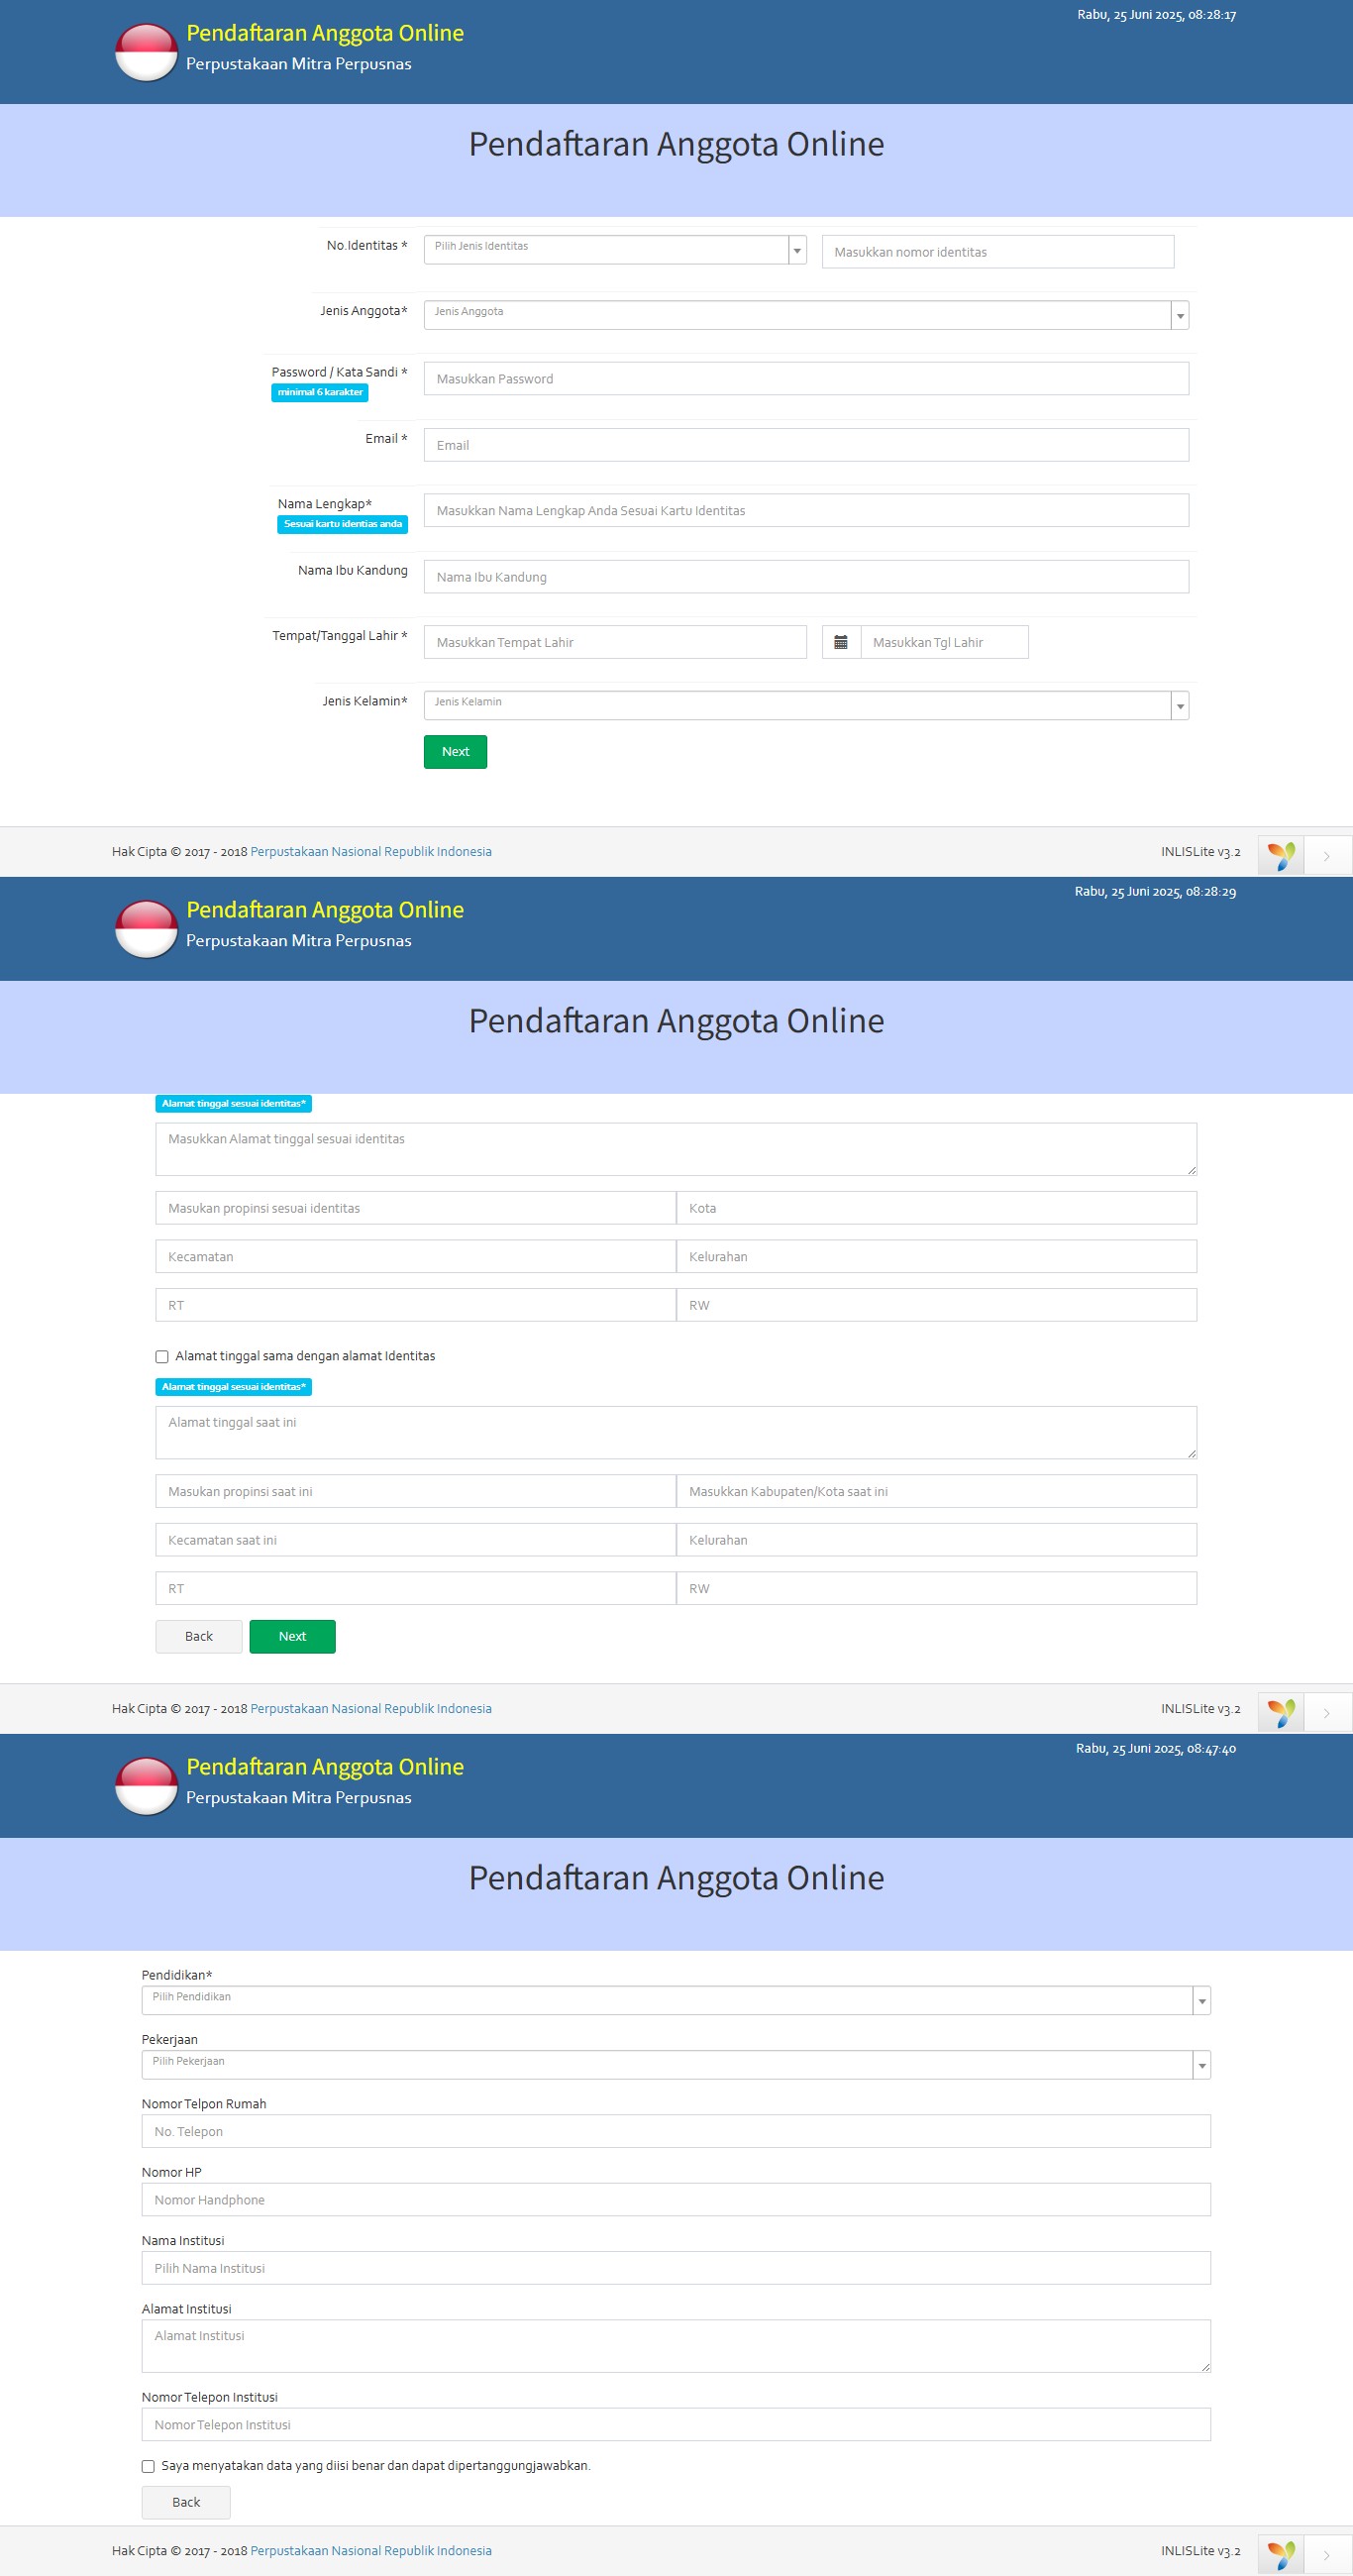 Rabu, 25 Juni 2025, 08:28:17
Pendaftaran Anggota Online
Perpustakaan Mitra Perpusnas
Pendaftaran Anggota Online
No.Identitas * Pilih Jenis Identitas Masukkan nomor identitas
Jenis Anggota* Jenis Anggota
Password / Kata Sandi * Masukkan Password
minimal 6 karakter
Email * Email
Nama Lengkap* Masukkan Nama Lengkap Anda Sesuai Kartu Identitas
Sesuai kartu identias anda
Nama Ibu Kandung Nama Ibu Kandung
Tempat/Tanggal Lahir * Masukkan Tempat Lahir Masukkan Tgl Lahir
Jenis Kelamin* Jenis Kelamin
Next
Hak Cipta © 2017 - 2018 Perpustakaan Nasional Republik Indonesia INLISLite v3.2
Rabu, 25 Juni 2025, 08:28:29
Pendaftaran Anggota Online
Perpustakaan Mitra Perpusnas
Pendaftaran Anggota Online
Alamat tinggal sesuai identitas*
Masukkan Alamat tinggal sesuai identitas
Masukan propinsi sesuai identitas Kota
Kecamatan Kelurahan
RT RW
Alamat tinggal sama dengan alamat Identitas
Alamat tinggal sesuai identitas*
Alamat tinggal saat ini
Masukan propinsi saat ini Masukkan Kabupaten/Kota saat ini
Kecamatan saat ini Kelurahan
RT RW
Back Next
Hak Cipta © 2017 - 2018 Perpustakaan Nasional Republik Indonesia INLISLite v3.2
Rabu, 25 Juni 2025, 08:47:40
Pendaftaran Anggota Online
Perpustakaan Mitra Perpusnas
Pendaftaran Anggota Online
Pendidikan*
Pilih Pendidikan
Pekerjaan
Pilih Pekerjaan
Nomor Telpon Rumah
No. Telepon
Nomor HP
Nomor Handphone
Nama Institusi
Pilih Nama Institusi
Alamat Institusi
Alamat Institusi
Nomor Telepon Institusi
Nomor Telepon Institusi
Saya menyatakan data yang diisi benar dan dapat dipertanggungjawabkan.
Back
Hak Cipta © 2017 - 2018 Perpustakaan Nasional Republik Indonesia INLISLite v3.2